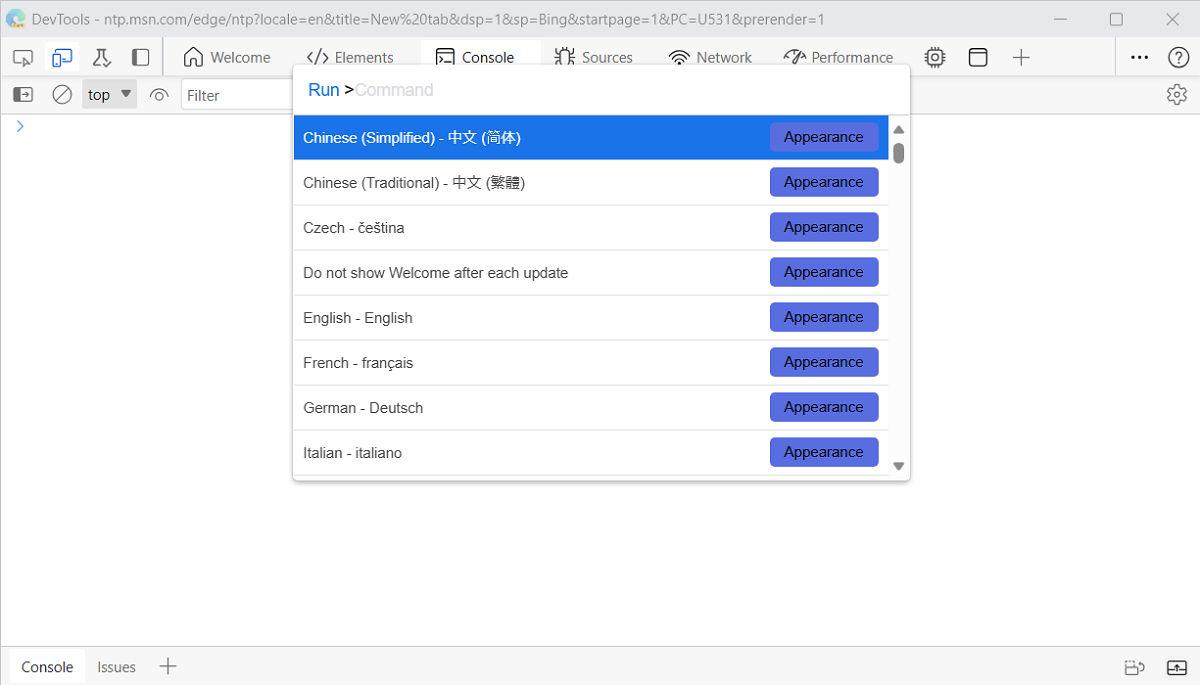 DevTools - ntp.msn.com/edge/ntp?locale=en&title=New%20tab&dsp=1&sp=Bing&startpage=1&PC=U531&prerender=1
Welcome Elements Console Sources Network Performance
top Filter
Run >Command
Chinese (Simplified) - 中文 (简体) Appearance
Chinese (Traditional) - 中文 (繁體) Appearance
Czech - čeština Appearance
Do not show Welcome after each update Appearance
English - English Appearance
French - français Appearance
German - Deutsch Appearance
Italian - italiano Appearance
Console Issues